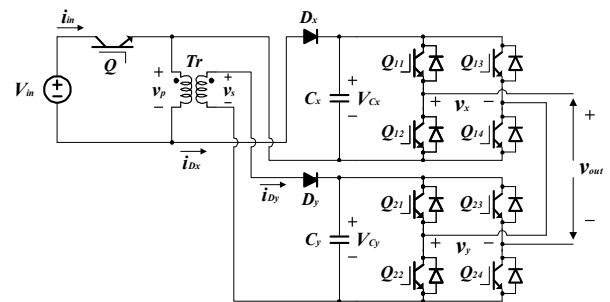 i_in
D_x
Q
Tr
Q_11
Q_13
V_in
+
−
+
v_p
−
+
v_s
−
C_x
+
V_Cx
−
+ v_x −
Q_12
Q_14
i_Dx
i_Dy
D_y
+
v_out
−
Q_21
Q_23
C_y
+
V_Cy
−
+ v_y −
Q_22
Q_24